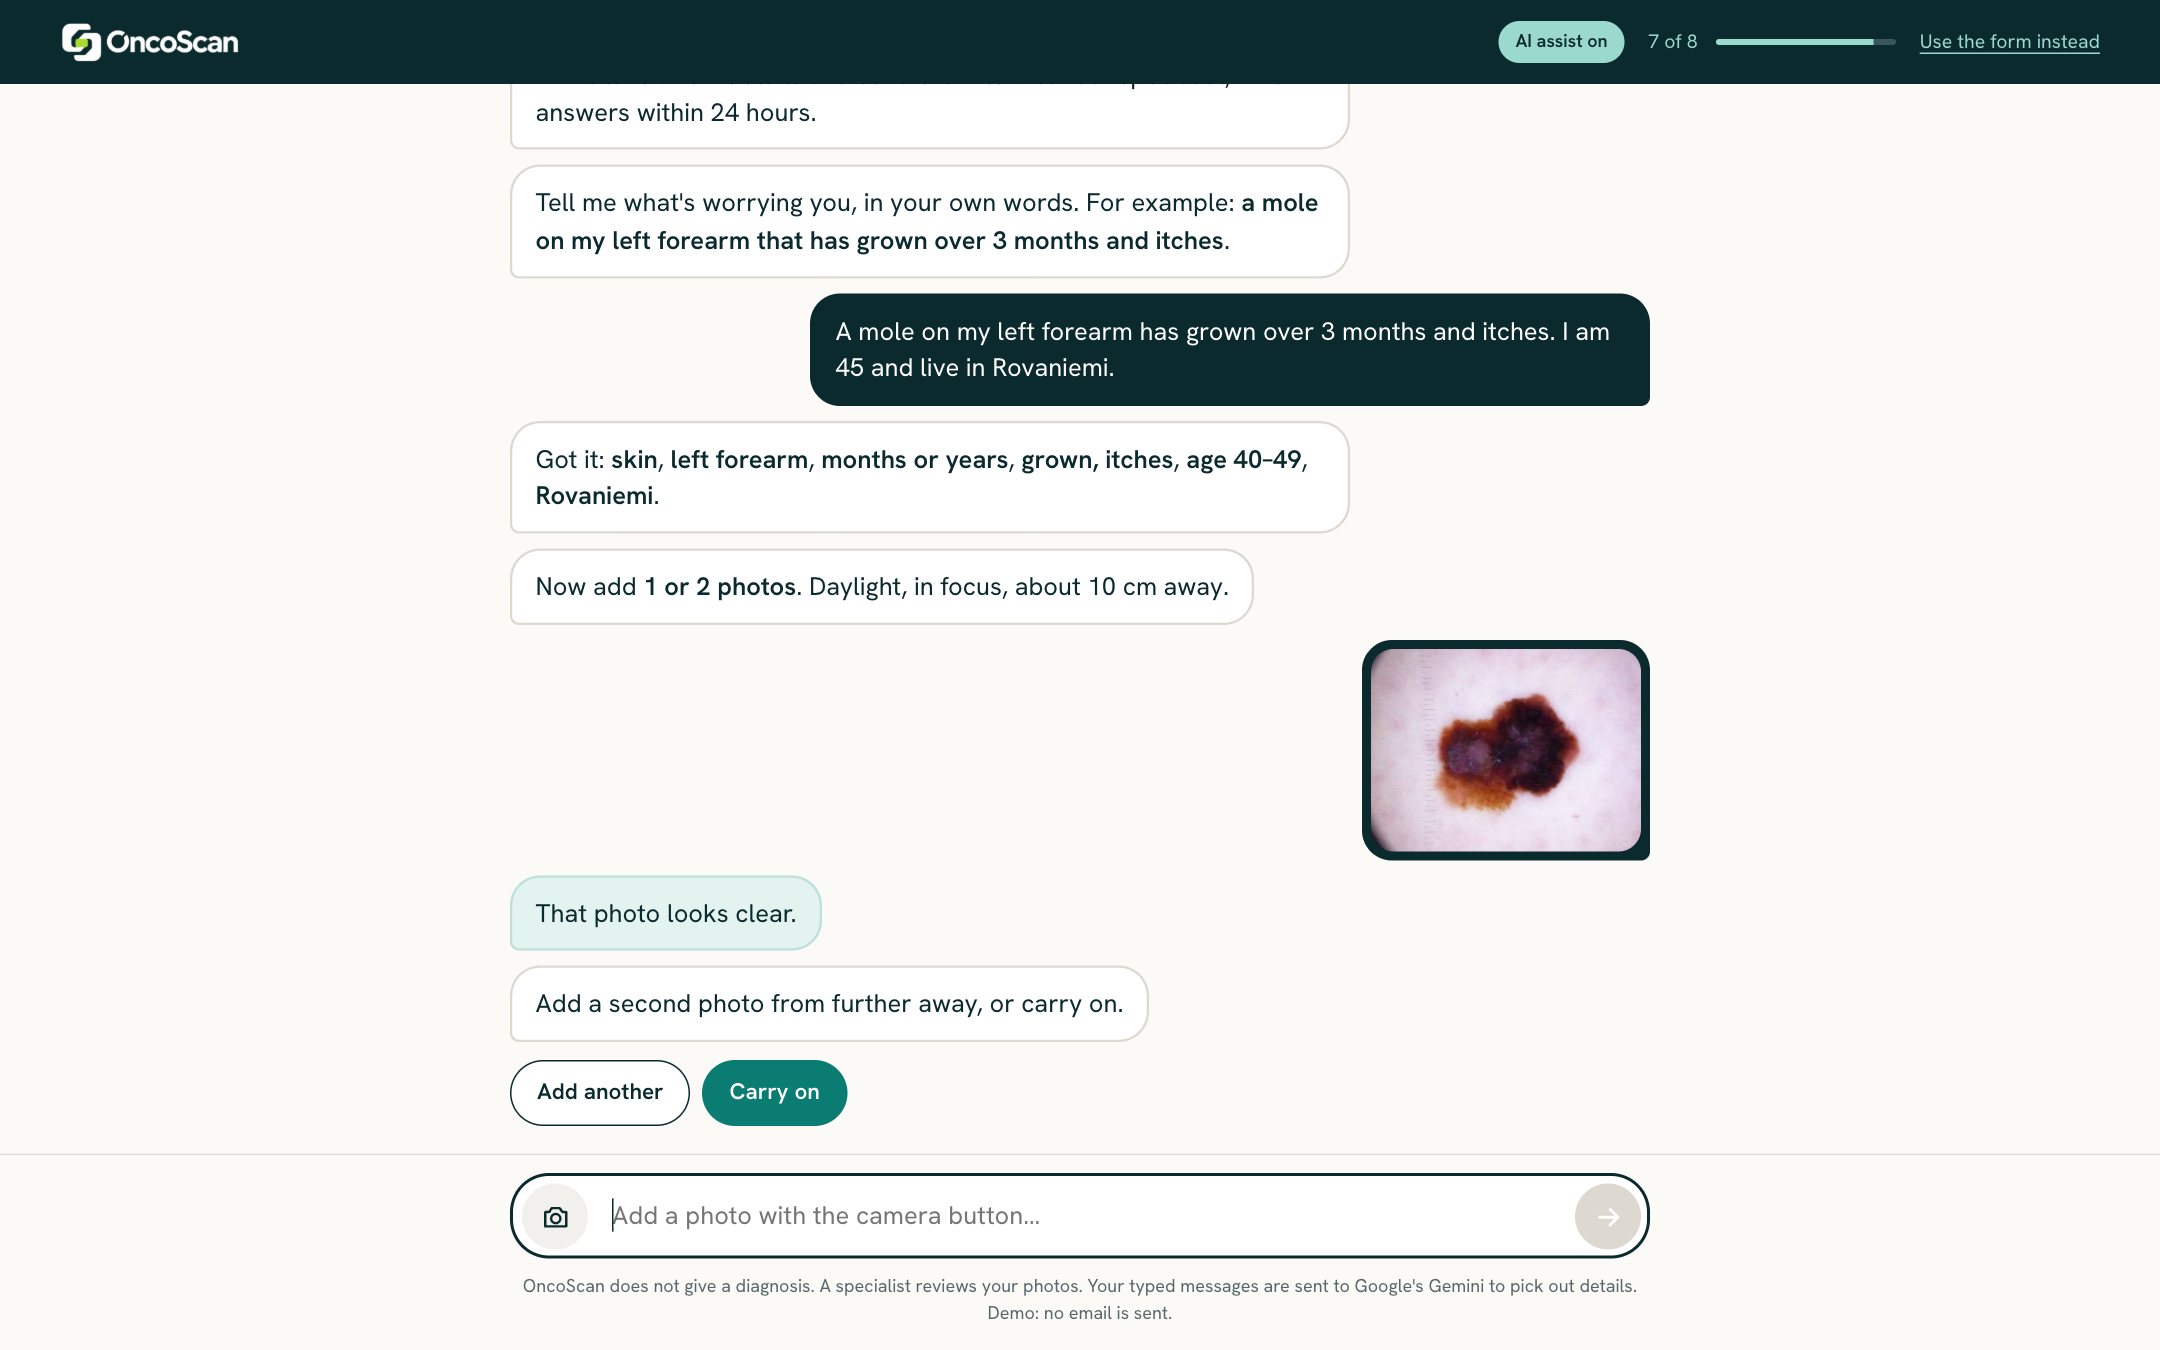 OncoScan
AI assist on
7 of 8
Use the form instead
answers within 24 hours.
Tell me what's worrying you, in your own words. For example: a mole
on my left forearm that has grown over 3 months and itches.
A mole on my left forearm has grown over 3 months and itches. I am
45 and live in Rovaniemi.
Got it: skin, left forearm, months or years, grown, itches, age 40–49,
Rovaniemi.
Now add 1 or 2 photos. Daylight, in focus, about 10 cm away.
That photo looks clear.
Add a second photo from further away, or carry on.
Add another
Carry on
Add a photo with the camera button...
OncoScan does not give a diagnosis. A specialist reviews your photos. Your typed messages are sent to Google's Gemini to pick out details.
Demo: no email is sent.